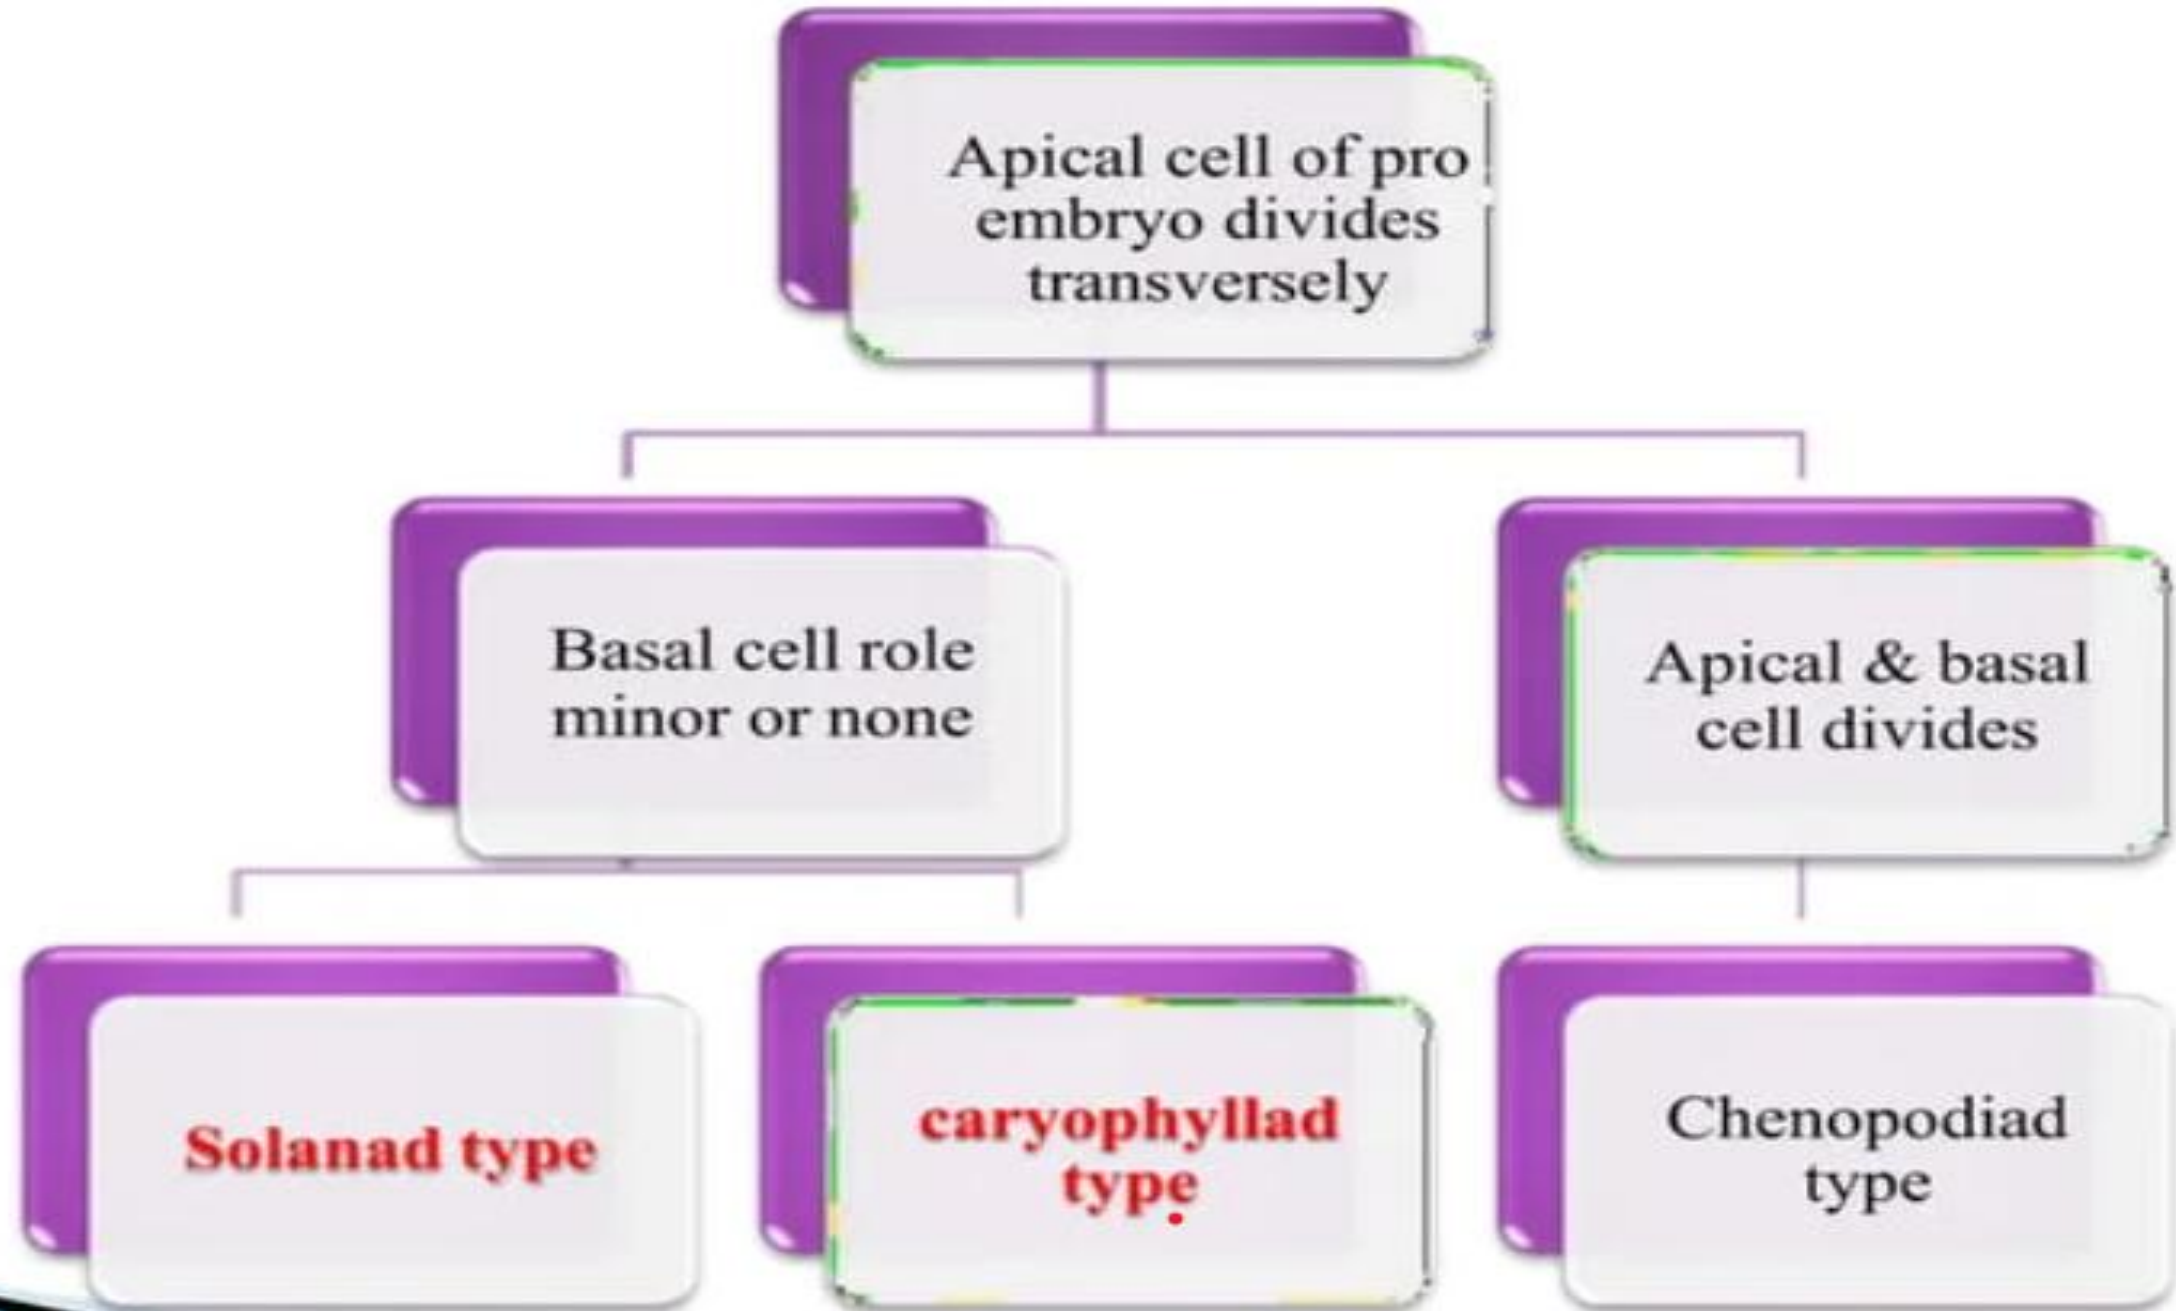 Apical cell of pro
embryo divides
transversely
Basal cell role
minor or none
Apical & basal
cell divides
Solanad type
caryophyllad
type
Chenopodiad
type